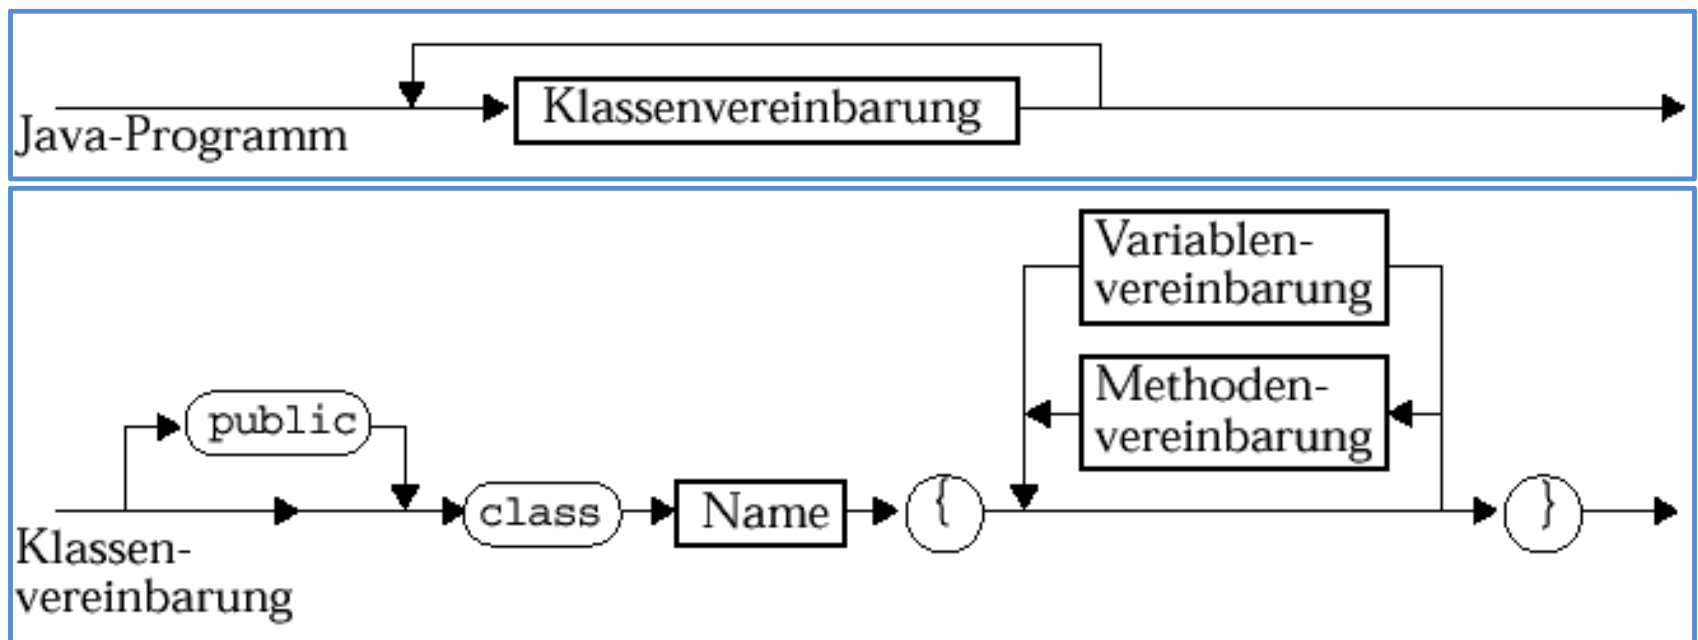 Klassenvereinbarung
Java-Programm
Variablen-
vereinbarung
Methoden-
vereinbarung
public
class Name { }
Klassen-
vereinbarung